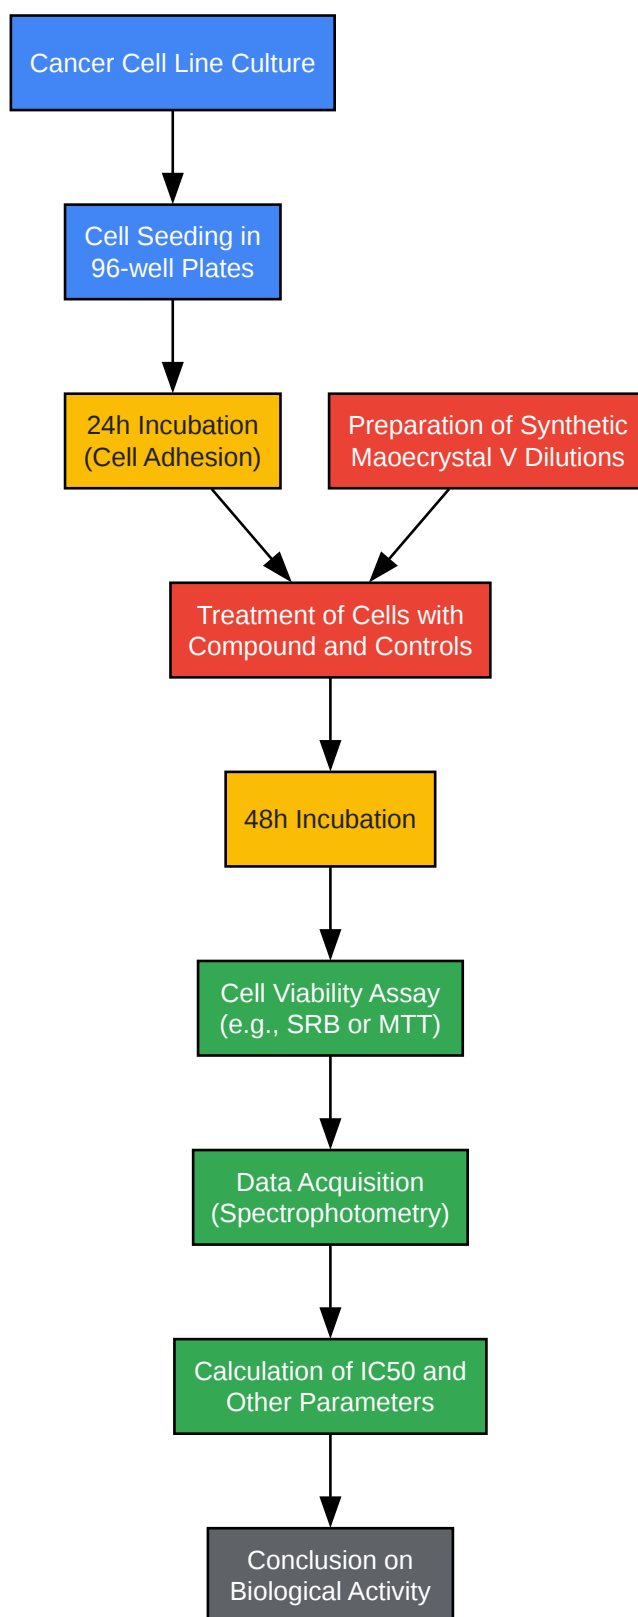 Cancer Cell Line Culture
Cell Seeding in
96-well Plates
24h Incubation
(Cell Adhesion)
Preparation of Synthetic
Maoecrystal V Dilutions
Treatment of Cells with
Compound and Controls
48h Incubation
Cell Viability Assay
(e.g., SRB or MTT)
Data Acquisition
(Spectrophotometry)
Calculation of IC50 and
Other Parameters
Conclusion on
Biological Activity